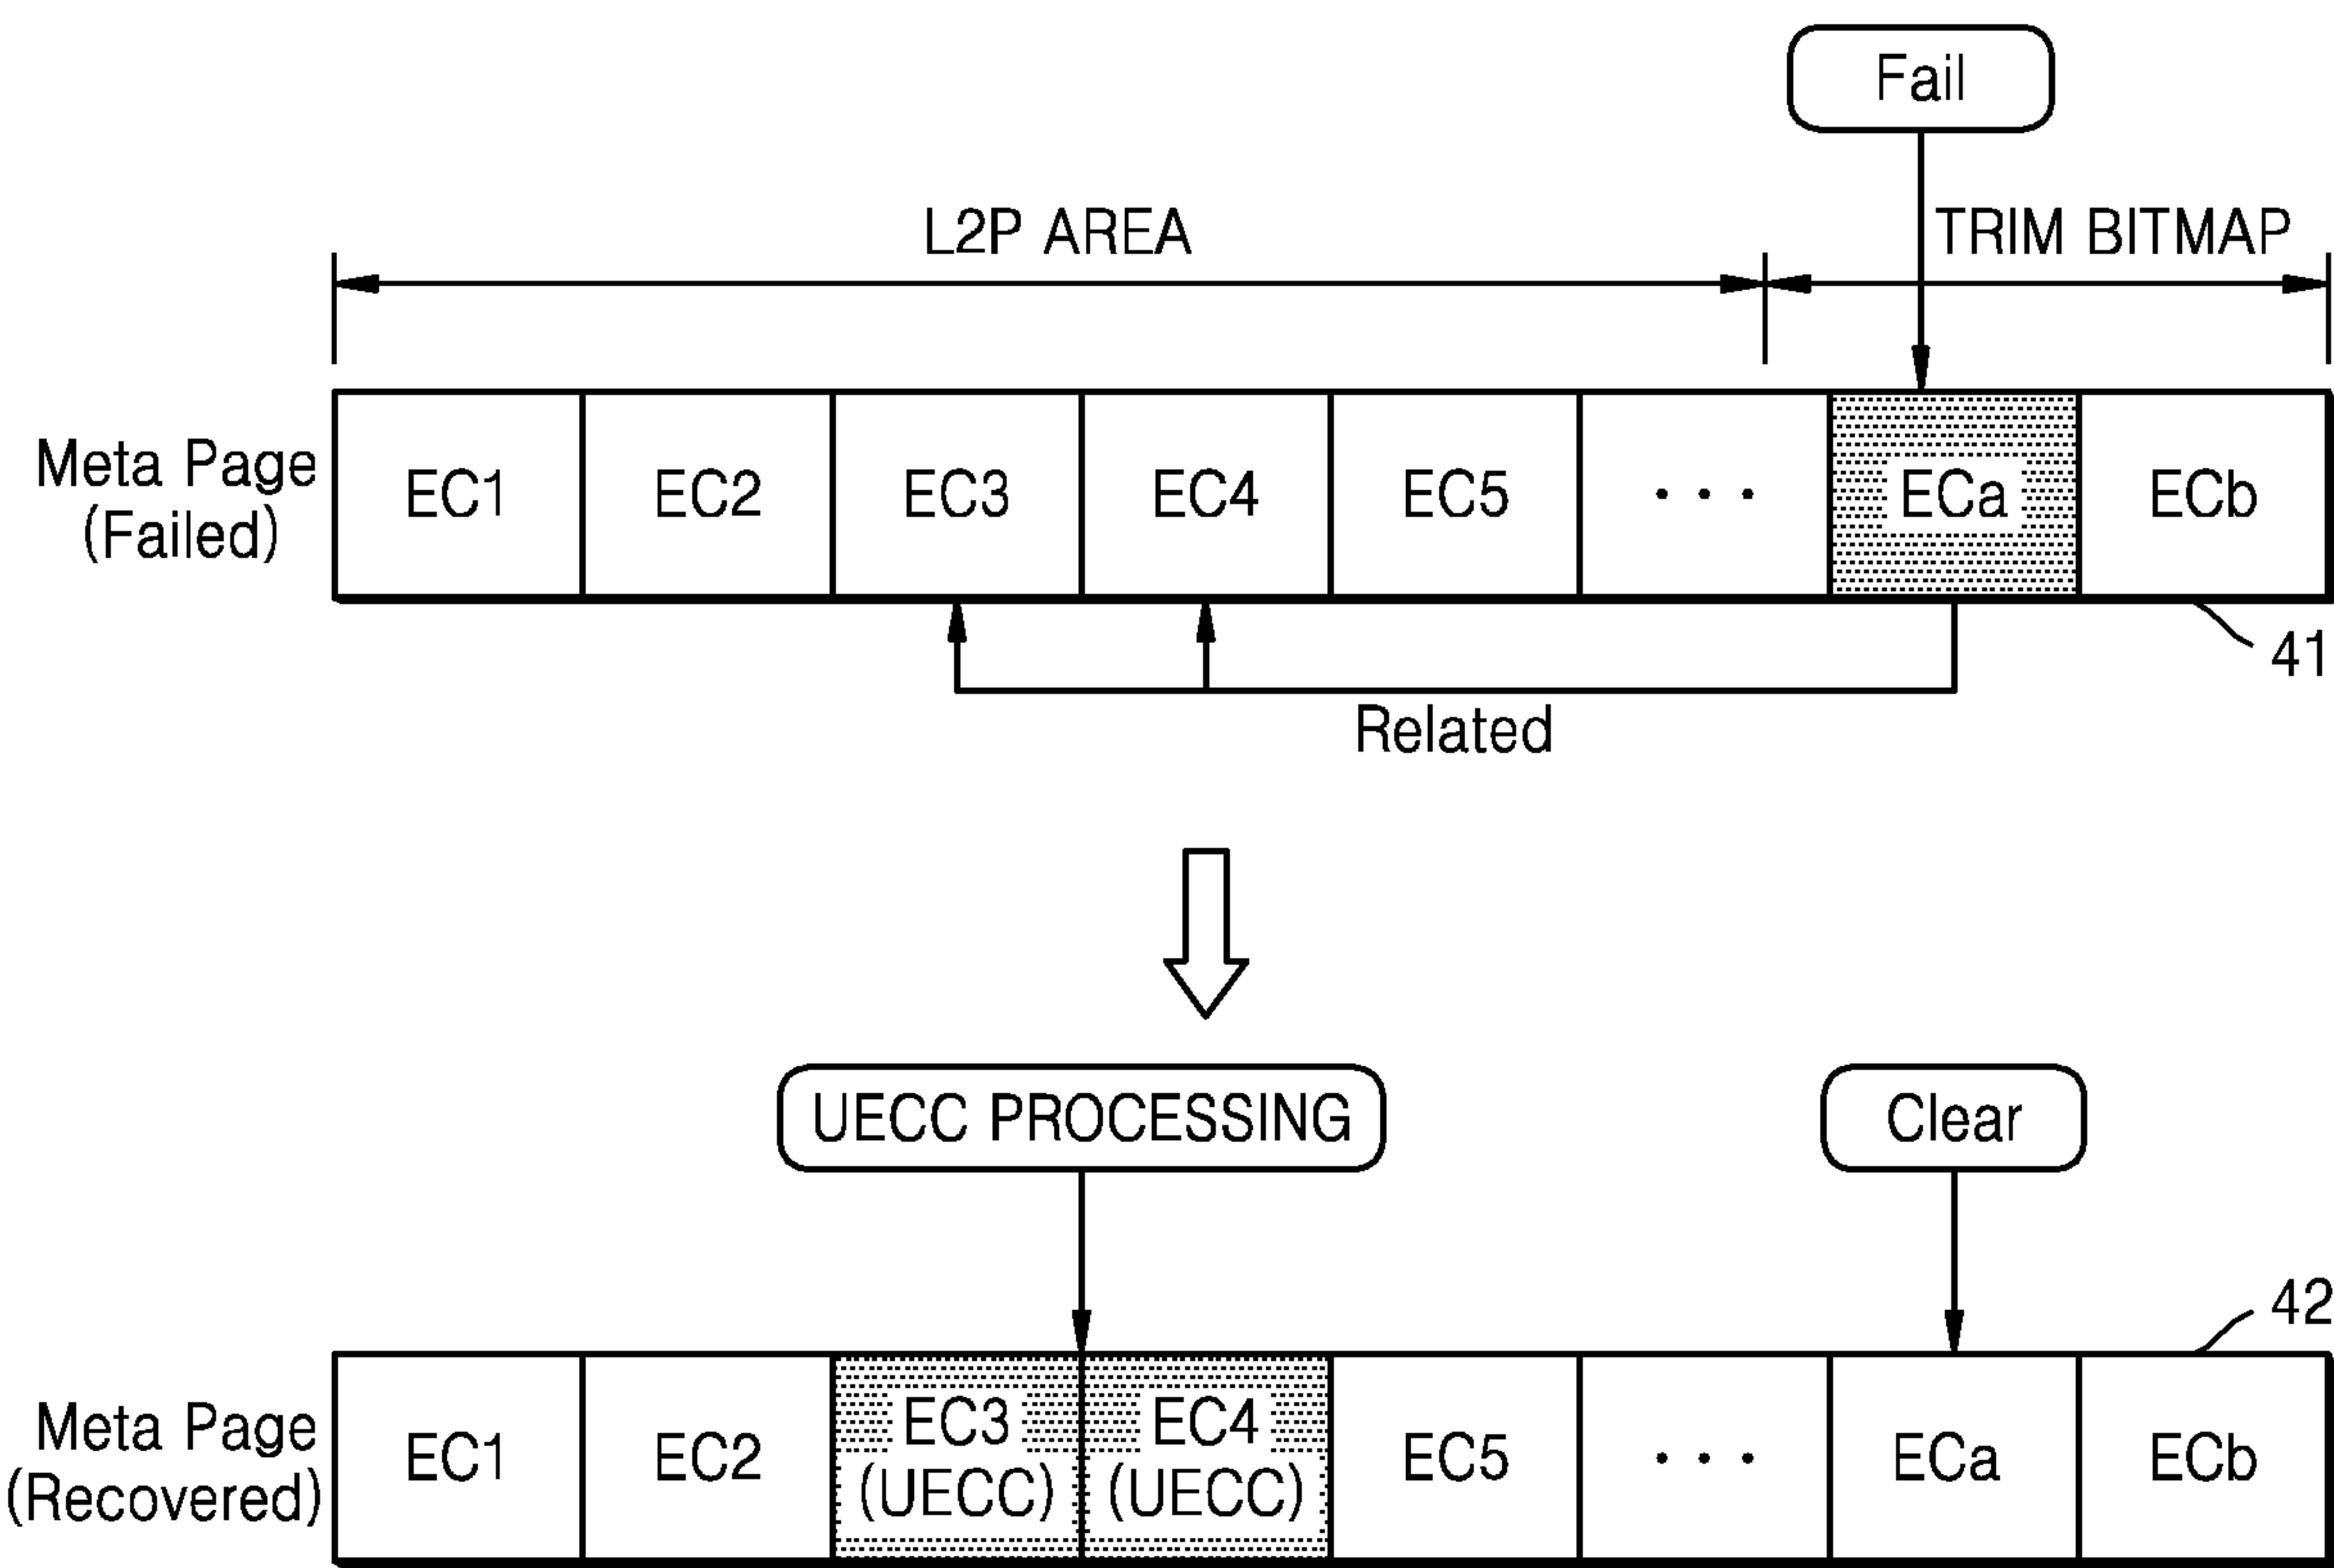 Fail
L2P AREA
TRIM BITMAP
Meta Page
(Failed)
EC1
EC2
EC3
EC4
EC5
· · ·
ECa
ECb
41
Related
UECC PROCESSING
Clear
42
Meta Page
(Recovered)
EC1
EC2
EC3
(UECC)
EC4
(UECC)
EC5
· · ·
ECa
ECb